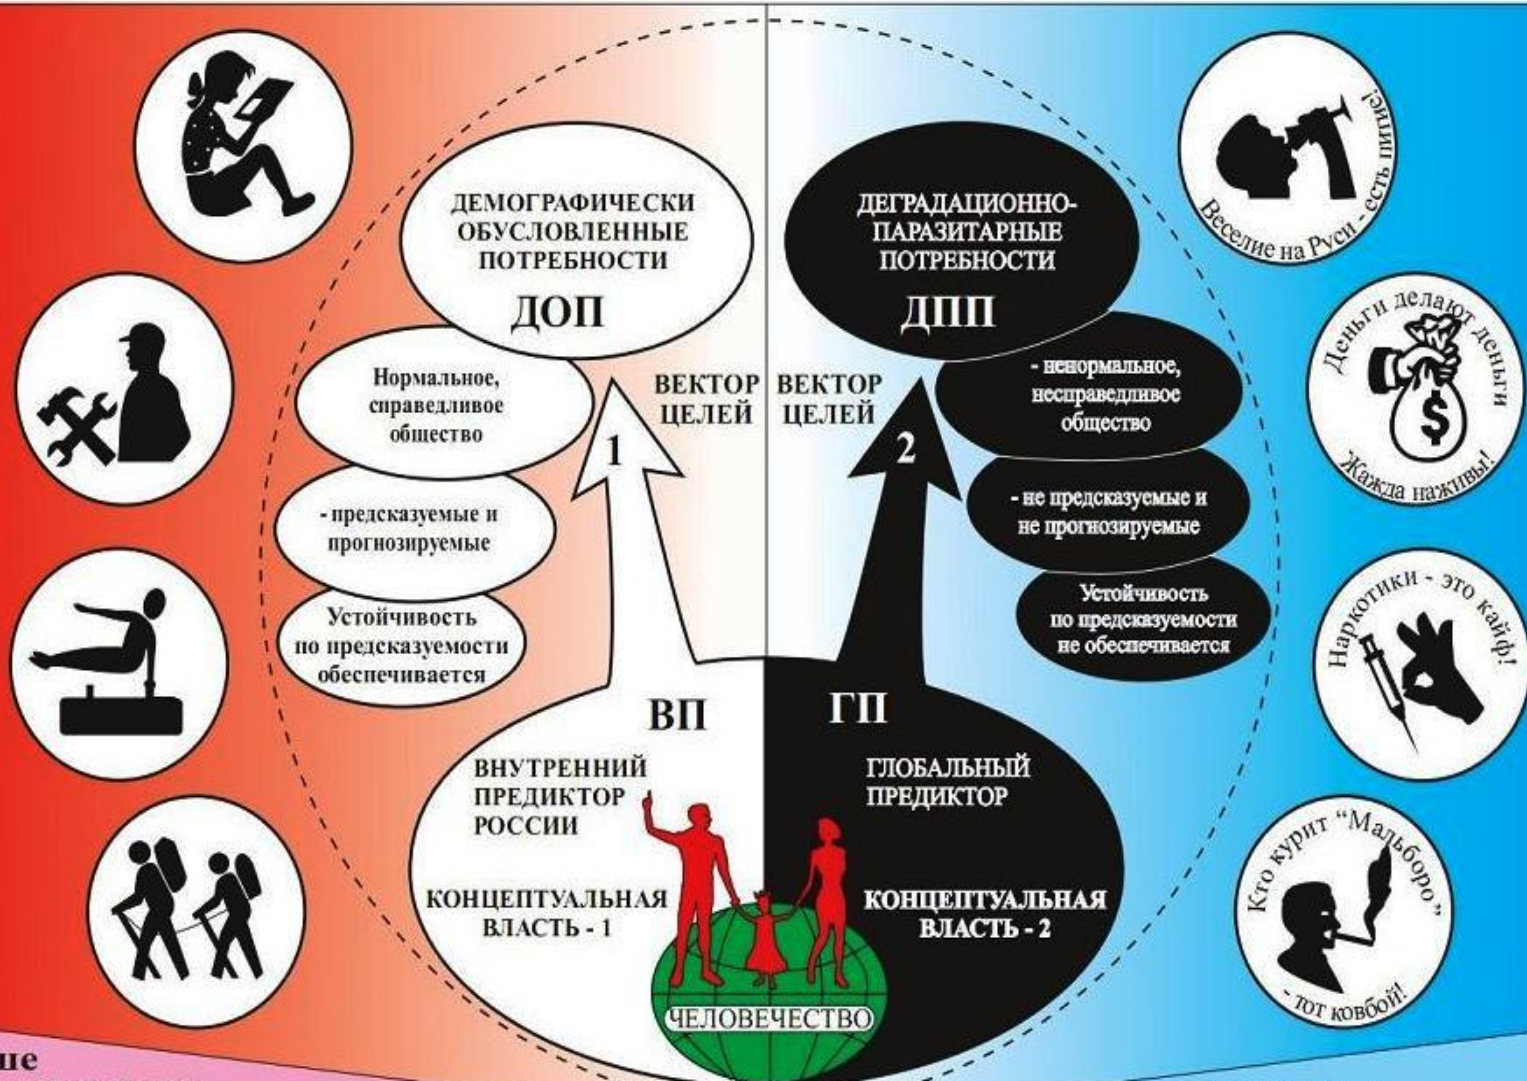 ДЕМОГРАФИЧЕСКИ
ОБУСЛОВЛЕННЫЕ
ПОТРЕБНОСТИ
ДОП
Нормальное,
справедливое
общество
- предсказуемые и
прогнозируемые
Устойчивость
по предсказуемости
обеспечивается
ВЕКТОР
ЦЕЛЕЙ
1
ВП
ВНУТРЕННИЙ
ПРЕДИКТОР
РОССИИ
КОНЦЕПТУАЛЬНАЯ
ВЛАСТЬ - 1
ДЕГРАДАЦИОННО-
ПАРАЗИТАРНЫЕ
ПОТРЕБНОСТИ
ДПП
- ненормальное,
несправедливое
общество
- не предсказуемые и
не прогнозируемые
Устойчивость
по предсказуемости
не обеспечивается
ВЕКТОР
ЦЕЛЕЙ
2
ГП
ГЛОБАЛЬНЫЙ
ПРЕДИКТОР
КОНЦЕПТУАЛЬНАЯ
ВЛАСТЬ - 2
ЧЕЛОВЕЧЕСТВО
Веселие на Руси - есть питие!
Деньги делают деньги
$
Жажда наживы!
Наркотики - это кайф!
Кто курит “Мальборо”
- тот ковбой!
ше